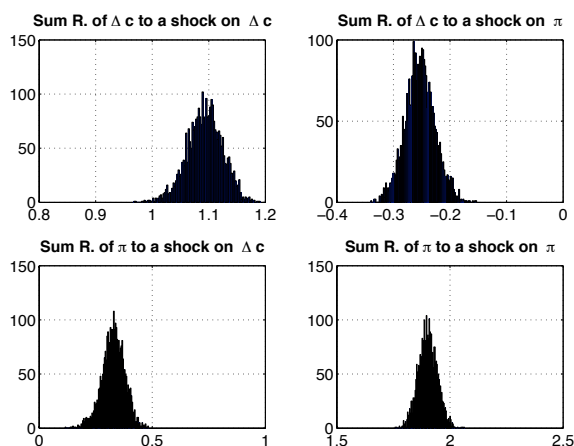 Sum R. of Δ c to a shock on Δ c
150
100
50
0
0.8 0.9 1 1.1 1.2
Sum R. of Δ c to a shock on π
100
50
0
−0.4 −0.3 −0.2 −0.1 0
Sum R. of π to a shock on Δ c
150
100
50
0
0 0.5 1
Sum R. of π to a shock on π
150
100
50
0
1.5 2 2.5